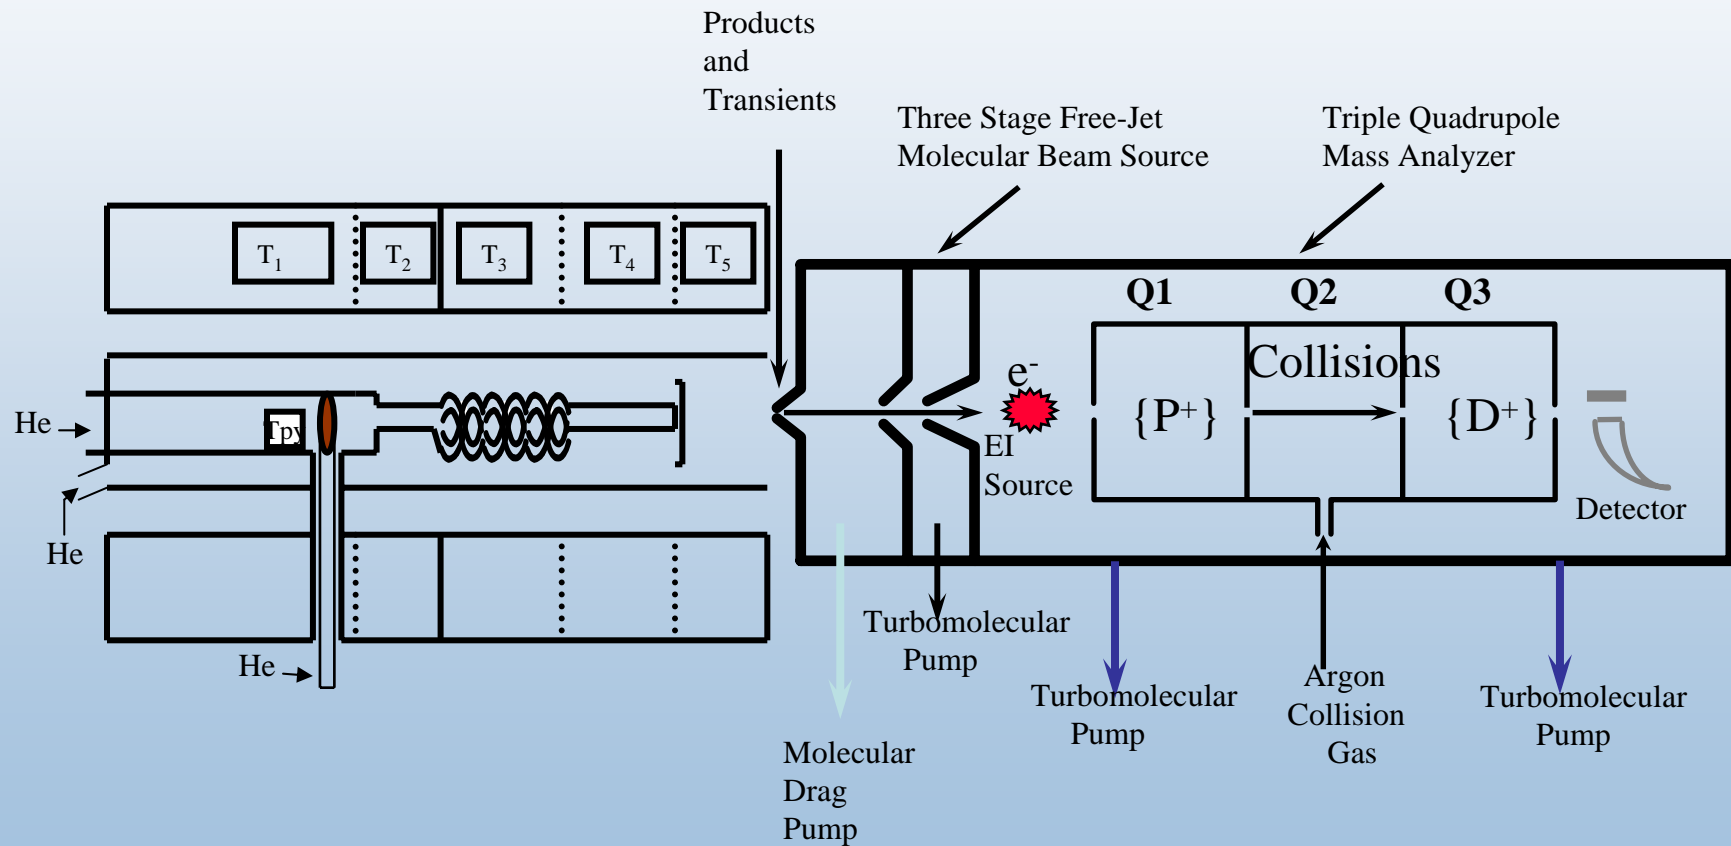 Products
and
Transients
Three Stage Free-Jet
Molecular Beam Source
Triple Quadrupole
Mass Analyzer
T1 T2 T3 T4 T5
Q1 Q2 Q3
Collisions
e-
{P+}
{D+}
He
Tpy
EI
Source
Detector
He
He
Turbomolecular
Pump
Turbomolecular
Pump
Argon
Collision
Gas
Turbomolecular
Pump
Molecular
Drag
Pump